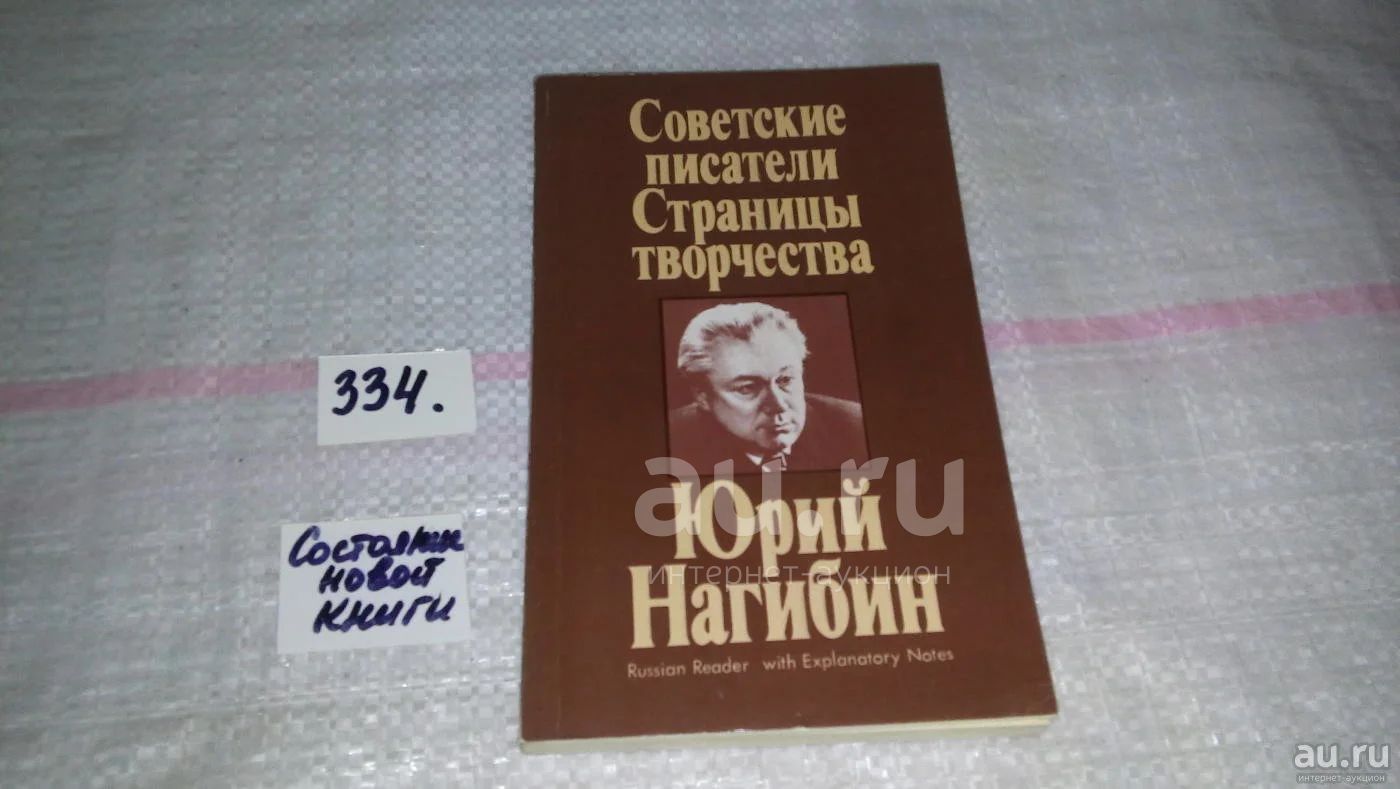 Советские
писатели
Страницы
творчества
Юрий
Нагибин
Russian Reader with Explanatory Notes
334.
Состояние
новой
книги
au.ru
интернет-аукцион
au.ru
интернет-аукцион